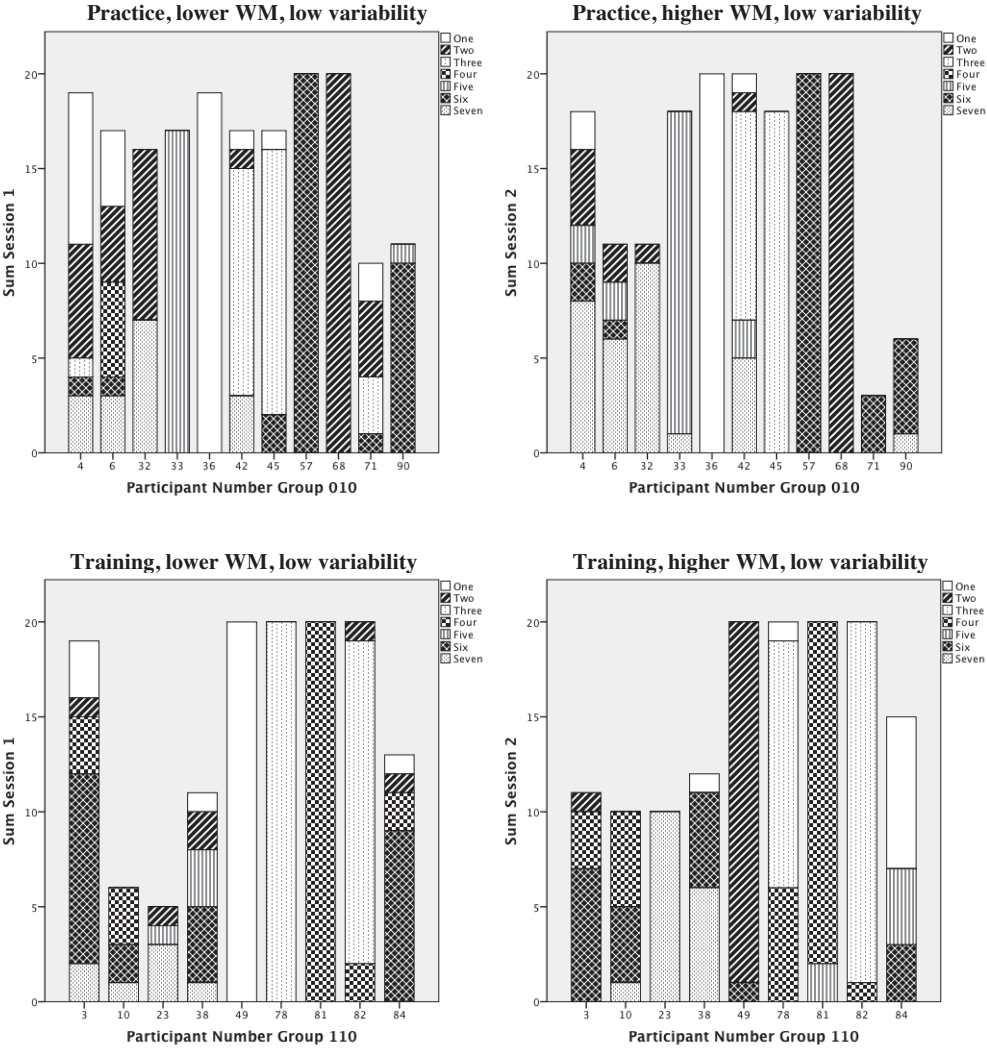 Practice, lower WM, low variability
One
Two
Three
Four
Five
Six
Seven
20
15
10
5
0
Sum Session 1
4 6 32 33 36 42 45 57 68 71 90
Participant Number Group 010
Practice, higher WM, low variability
One
Two
Three
Four
Five
Six
Seven
20
15
10
5
0
Sum Session 2
4 6 32 33 36 42 45 57 68 71 90
Participant Number Group 010
Training, lower WM, low variability
One
Two
Three
Four
Five
Six
Seven
20
15
10
5
0
Sum Session 1
3 10 23 38 49 78 81 82 84
Participant Number Group 110
Training, higher WM, low variability
One
Two
Three
Four
Five
Six
Seven
20
15
10
5
0
Sum Session 2
3 10 23 38 49 78 81 82 84
Participant Number Group 110